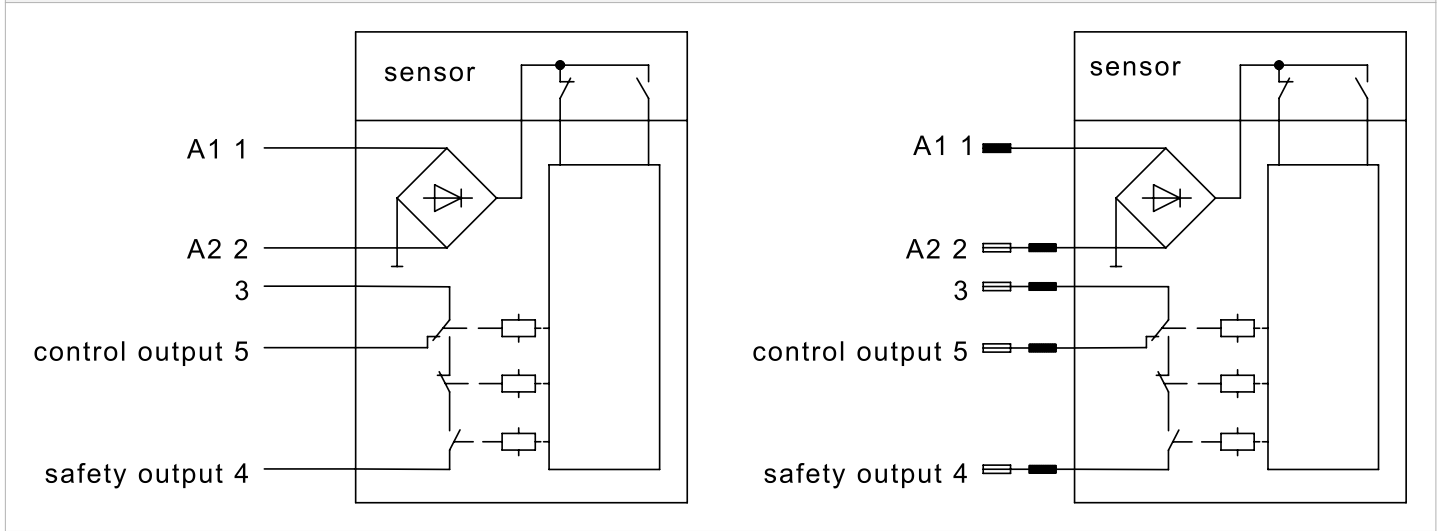 sensor
A1 1
A2 2
3
control output 5
safety output 4
sensor
A1 1
A2 2
3
control output 5
safety output 4